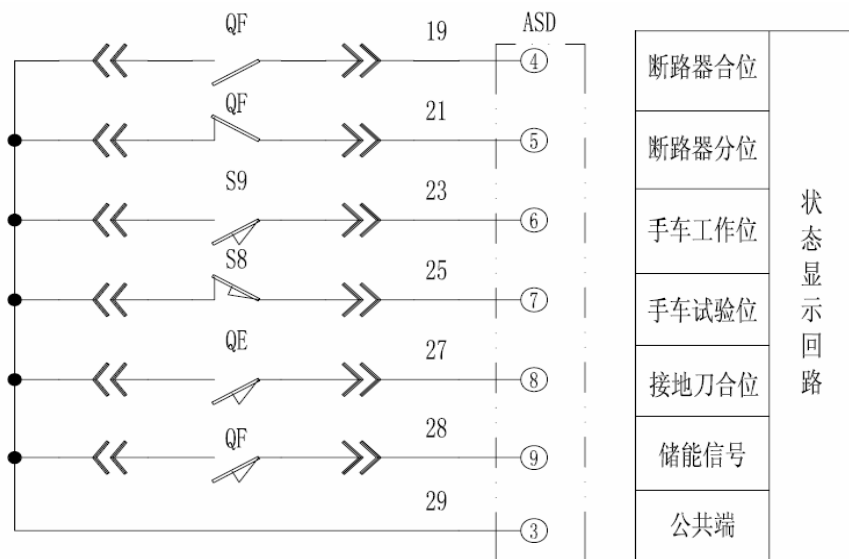 QF 19 ASD
④ 断路器合位
QF 21
⑤ 断路器分位
S9 23
⑥ 手车工作位
S8 25
⑦ 手车试验位
QE 27
⑧ 接地刀合位
QF 28
⑨ 储能信号
29
③ 公共端
状态显示回路